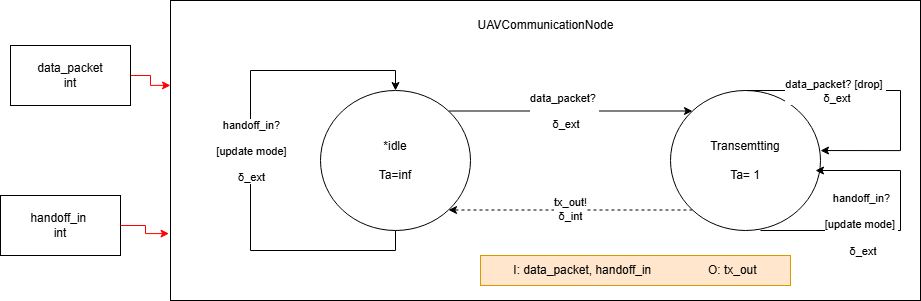 UAVCommunicationNode
data_packet
int
handoff_in
int
handoff_in?
[update mode]
δ_ext
*idle
Ta=inf
data_packet?
δ_ext
tx_out!
δ_int
Transemtting
Ta= 1
data_packet? [drop]
δ_ext
handoff_in?
[update mode]
δ_ext
I: data_packet, handoff_in O: tx_out